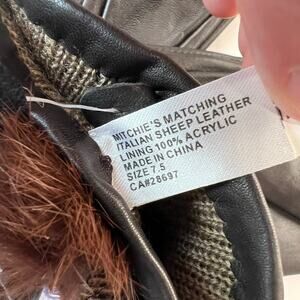 MITCHIE'S MATCHING
ITALIAN SHEEP LEATHER
LINING 100% ACRYLIC
MADE IN CHINA
SIZE 7.5
CA#28697